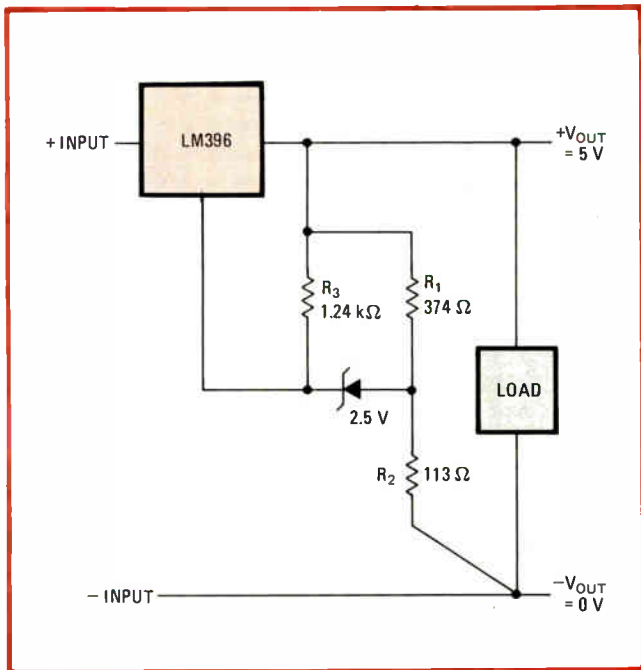 + INPUT
LM396
+VOUT
= 5 V
R3
1.24 kΩ
R1
374 Ω
LOAD
2.5 V
R2
113 Ω
– INPUT
–VOUT
= 0 V